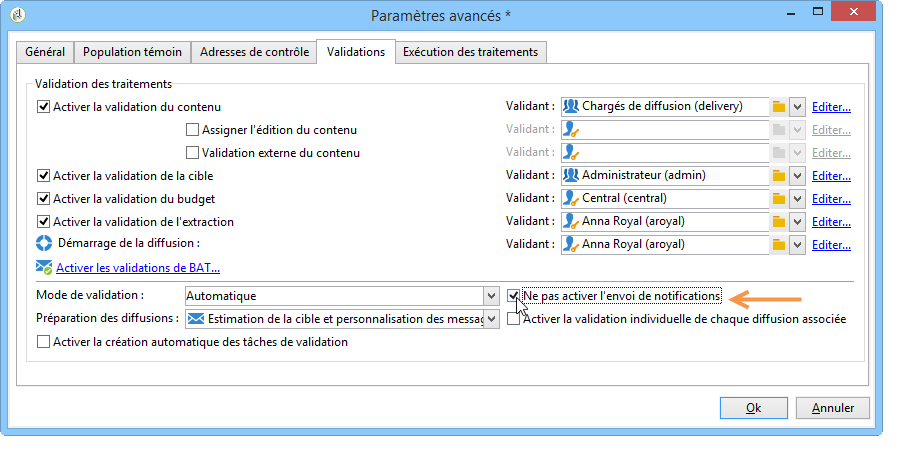 Paramètres avancés *
Général Population témoin Adresses de contrôle Validations Exécution des traitements
Validation des traitements
Activer la validation du contenu Validant : Chargés de diffusion (delivery) Editer...
Assigner l'édition du contenu Validant : Editer...
Validation externe du contenu Validant : Editer...
Activer la validation de la cible Validant : Administrateur (admin) Editer...
Activer la validation du budget Validant : Central (central) Editer...
Activer la validation de l'extraction Validant : Anna Royal (aroyal) Editer...
Démarrage de la diffusion : Validant : Anna Royal (aroyal) Editer...
Activer les validations de BAT...
Mode de validation : Automatique Ne pas activer l'envoi de notifications
Préparation des diffusions : Estimation de la cible et personnalisation des messag Activer la validation individuelle de chaque diffusion associée
Activer la création automatique des tâches de validation
Ok Annuler